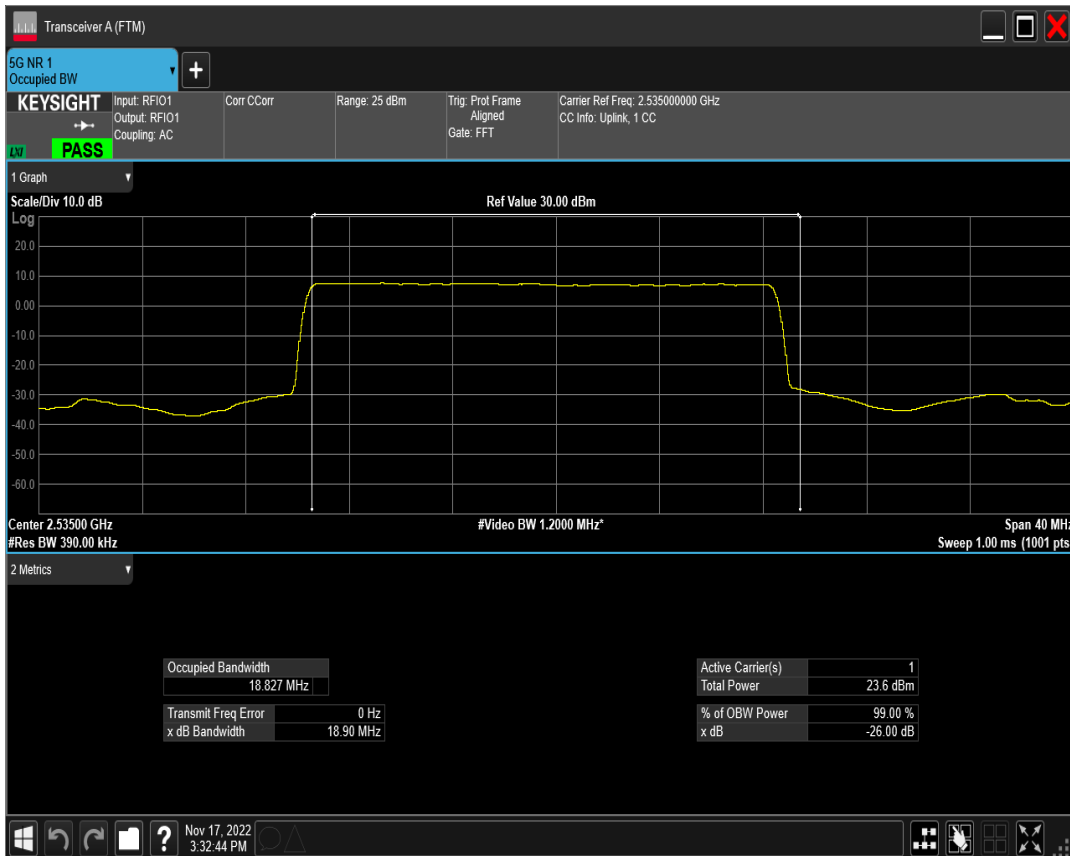 Transceiver A (FTM)
5G NR 1
Occupied BW
+
KEYSIGHT
LXI
PASS
Input: RFIO1
Output: RFIO1
Coupling: AC
Corr CCorr
Range: 25 dBm
Trig: Prot Frame
Aligned
Gate: FFT
Carrier Ref Freq: 2.535000000 GHz
CC Info: Uplink, 1 CC
1 Graph
Scale/Div 10.0 dB
Ref Value 30.00 dBm
Log
20.0
10.0
0.00
-10.0
-20.0
-30.0
-40.0
-50.0
-60.0
Center 2.53500 GHz
#Video BW 1.2000 MHz*
Span 40 MHz
#Res BW 390.00 kHz
Sweep 1.00 ms (1001 pts
2 Metrics
Occupied Bandwidth
18.827 MHz
Transmit Freq Error 0 Hz
x dB Bandwidth 18.90 MHz
Active Carrier(s) 1
Total Power 23.6 dBm
% of OBW Power 99.00 %
x dB -26.00 dB
?
Nov 17, 2022
3:32:44 PM